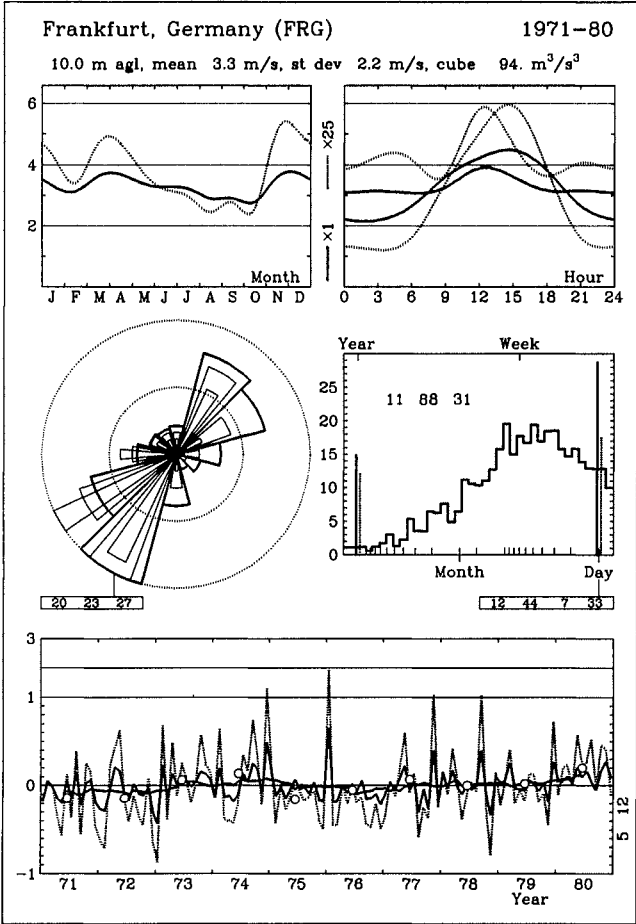 Frankfurt, Germany (FRG) 1971-80
10.0 m agl, mean 3.3 m/s, st dev 2.2 m/s, cube 94. m³/s³
6
4
2
Month
J F M A M J J A S O N D
×1 ×25
Hour
0 3 6 9 12 15 18 21 24
Year Week
25
20
15
10
5
0
11 88 31
Month Day
20 23 27
12 44 7 33
3
1
0
-1
71 72 73 74 75 76 77 78 79 80
Year
5 12